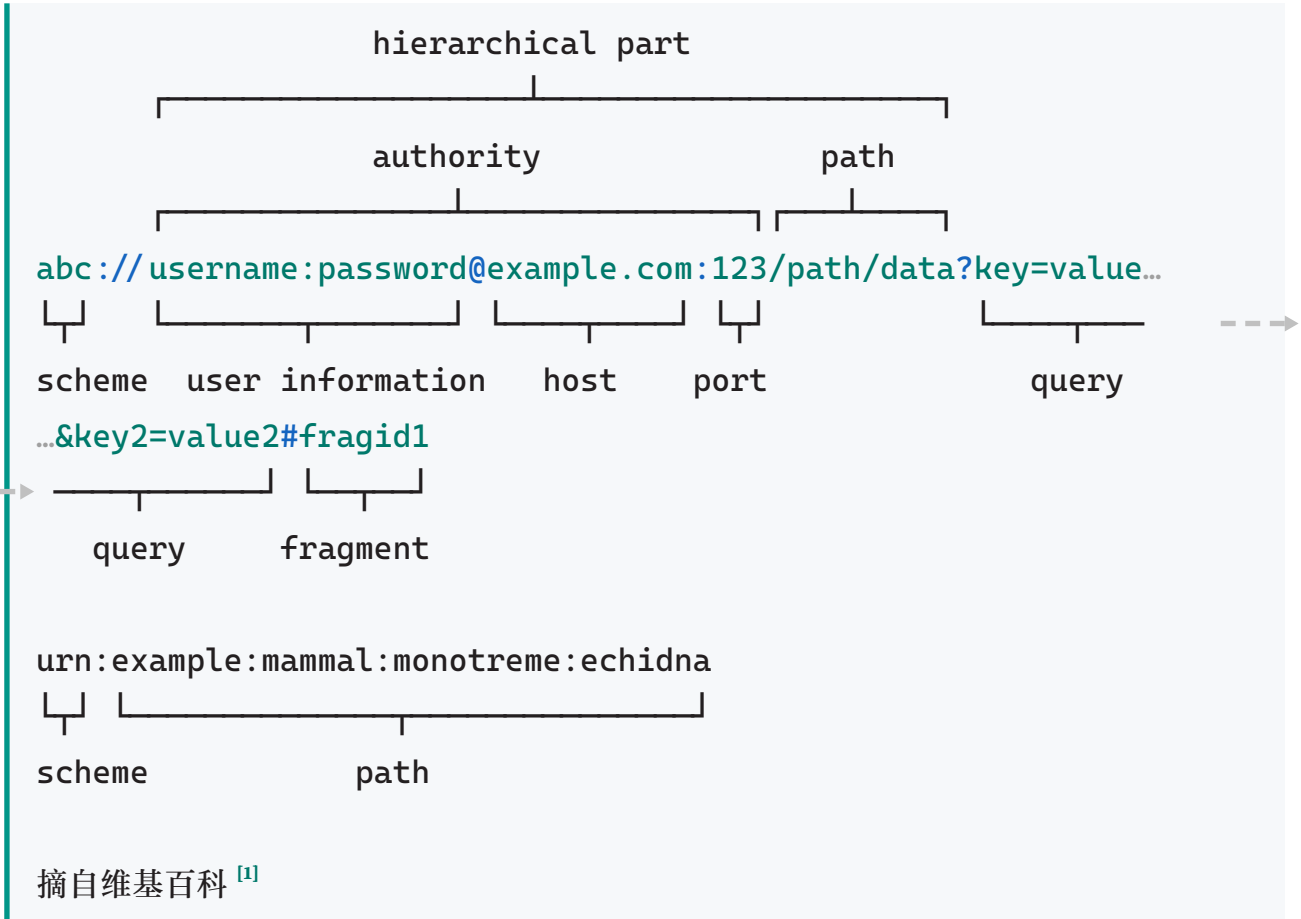 hierarchical part
authority path
abc://username:password@example.com:123/path/data?key=value…
scheme user information host port query
…&key2=value2#fragid1
query fragment
urn:example:mammal:monotreme:echidna
scheme path
摘自维基百科 [1]